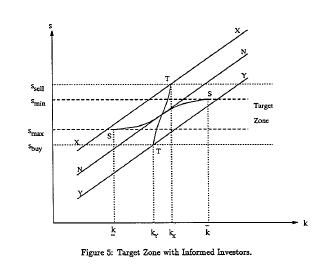 s
X
N
Y
s_sell
T
s_min
S
Target
s_max
S
Zone
s_buy
X
T
N
Y
k
k_Y
k_X
k
k
Figure 5: Target Zone with Informed Investors.